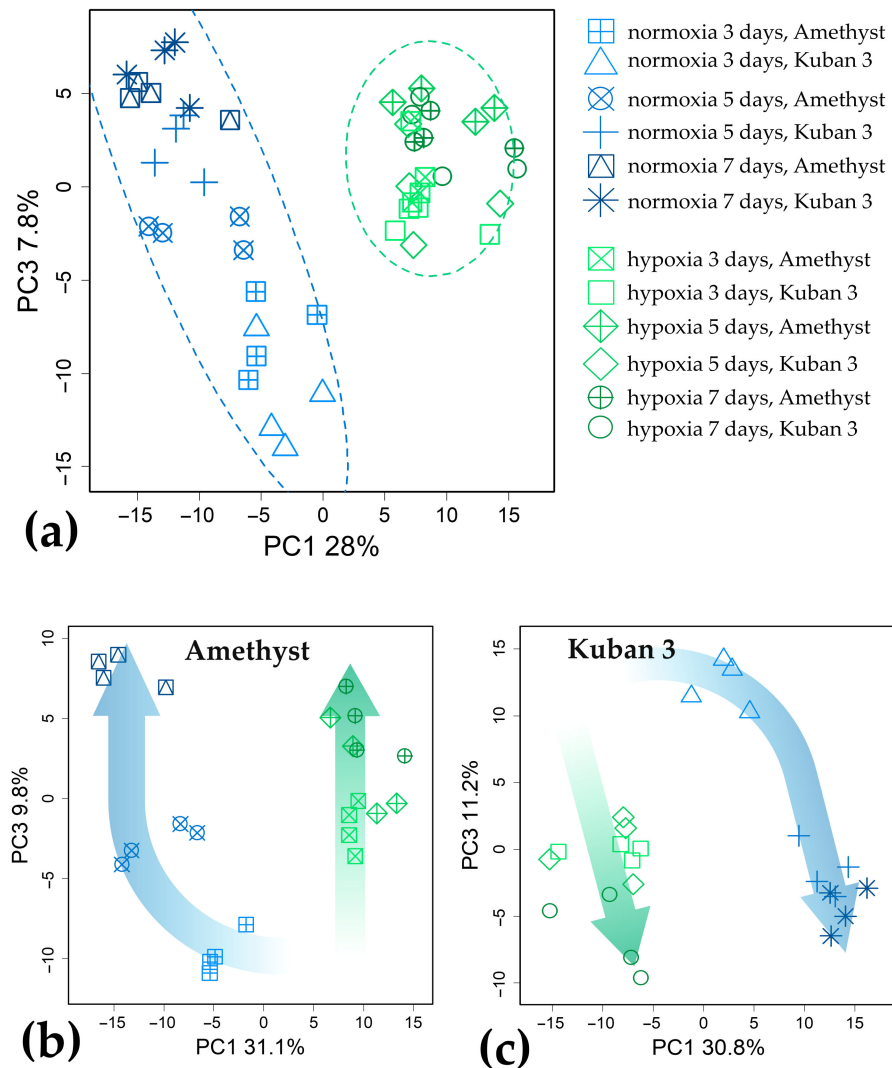 normoxia 3 days, Amethyst
normoxia 3 days, Kuban 3
normoxia 5 days, Amethyst
normoxia 5 days, Kuban 3
normoxia 7 days, Amethyst
normoxia 7 days, Kuban 3
hypoxia 3 days, Amethyst
hypoxia 3 days, Kuban 3
hypoxia 5 days, Amethyst
hypoxia 5 days, Kuban 3
hypoxia 7 days, Amethyst
hypoxia 7 days, Kuban 3
PC3 7.8%
5
0
−5
−10
−15
−15 −10 −5 0 5 10 15
PC1 28%
(a)
Amethyst
PC3 9.8%
10
5
0
−5
−10
−15 −10 −5 0 5 10 15
PC1 31.1%
(b)
Kuban 3
PC3 11.2%
15
10
5
0
−5
−10
−15 −10 −5 0 5 10 15
PC1 30.8%
(c)